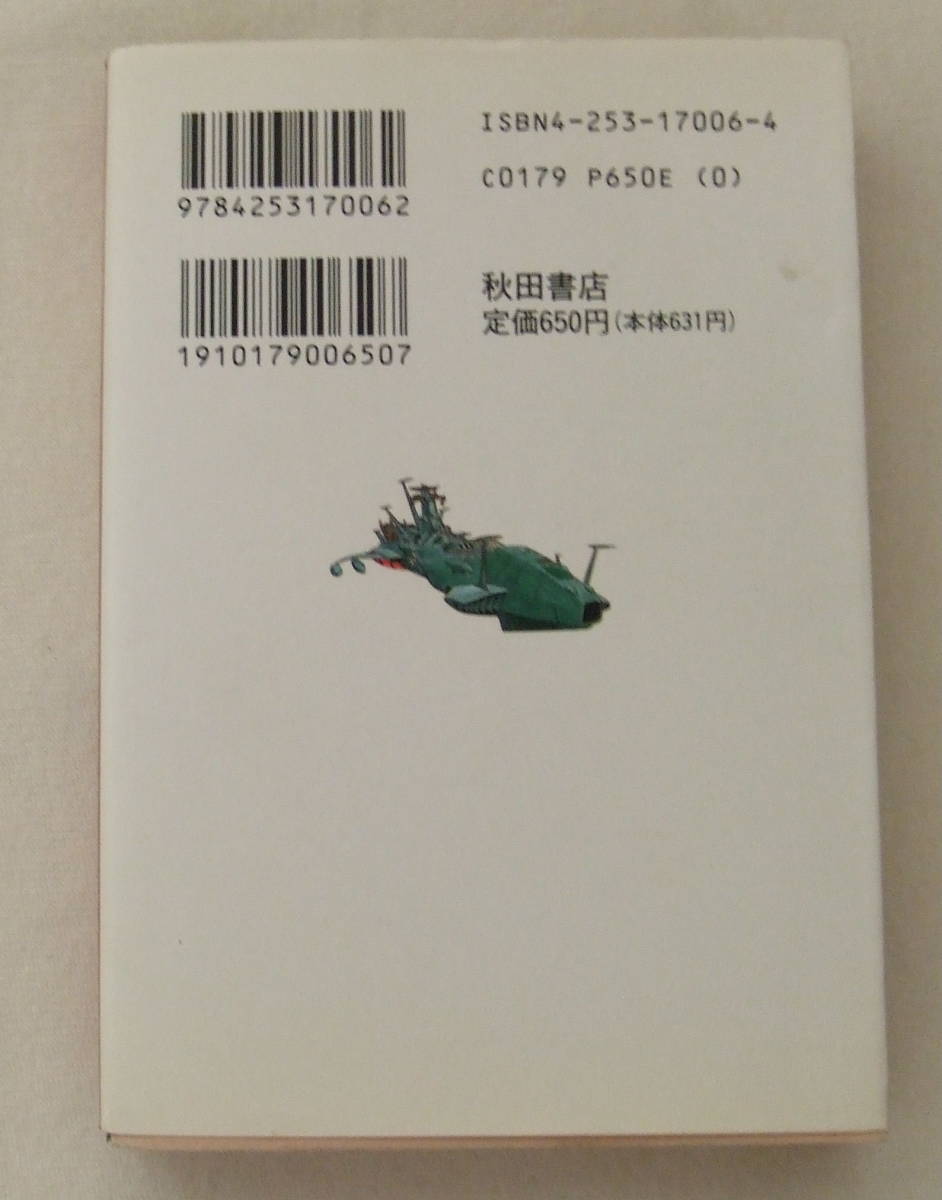 ISBN4-253-17006-4
C0179 P650E (0)
9784253170062
秋田書店
定価650円(本体631円)
1910179006507